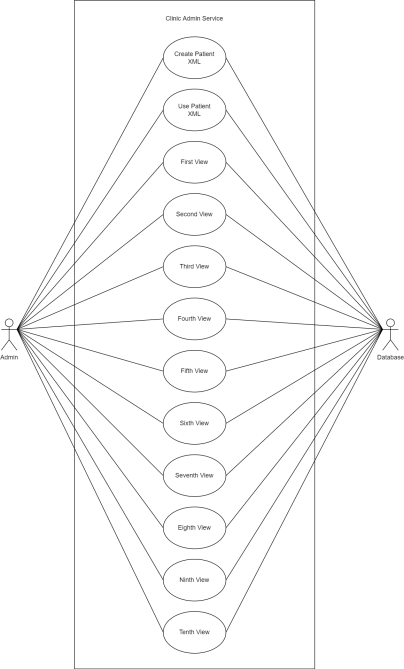 Clinic Admin Service
Create Patient
XML
Use Patient
XML
First View
Second View
Third View
Fourth View
Fifth View
Sixth View
Seventh View
Eighth View
Ninth View
Tenth View
Admin
Database